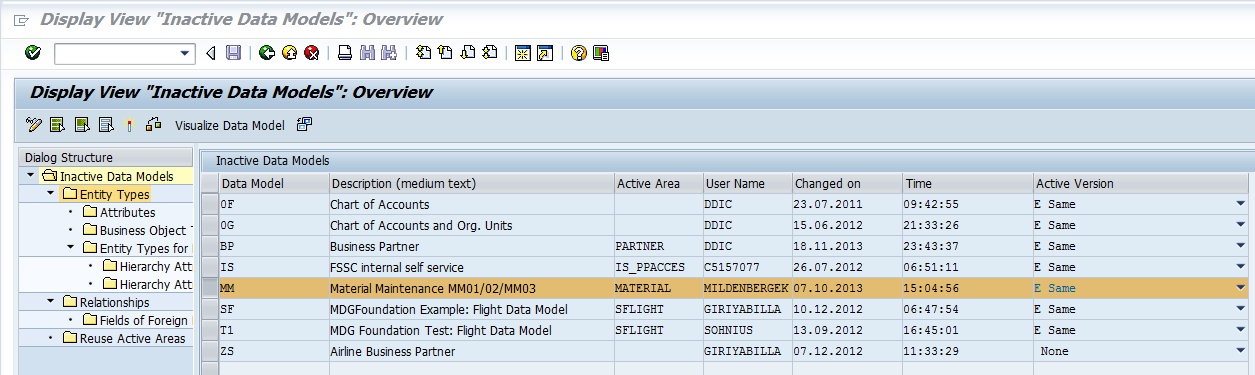 Display View "Inactive Data Models": Overview
Display View "Inactive Data Models": Overview
Visualize Data Model
Dialog Structure
Inactive Data Models
Entity Types
Attributes
Business Object T
Entity Types for
Hierarchy Att
Hierarchy Att
Relationships
Fields of Foreign
Reuse Active Areas
Inactive Data Models
Data Model Description (medium text) Active Area User Name Changed on Time Active Version
0F Chart of Accounts DDIC 23.07.2011 09:42:55 E Same
0G Chart of Accounts and Org. Units DDIC 15.06.2012 21:33:26 E Same
BP Business Partner PARTNER DDIC 18.11.2013 23:43:37 E Same
IS FSSC internal self service IS_PPACCES C5157077 26.07.2012 06:51:11 E Same
MM Material Maintenance MM01/02/MM03 MATERIAL MILDENBERGER 07.10.2013 15:04:56 E Same
SF MDGFoundation Example: Flight Data Model SFLIGHT GIRIYABILLA 10.12.2012 06:47:54 E Same
T1 MDG Foundation Test: Flight Data Model SFLIGHT SOHNIUS 13.09.2012 16:45:01 E Same
ZS Airline Business Partner GIRIYABILLA 07.12.2012 11:33:29 None